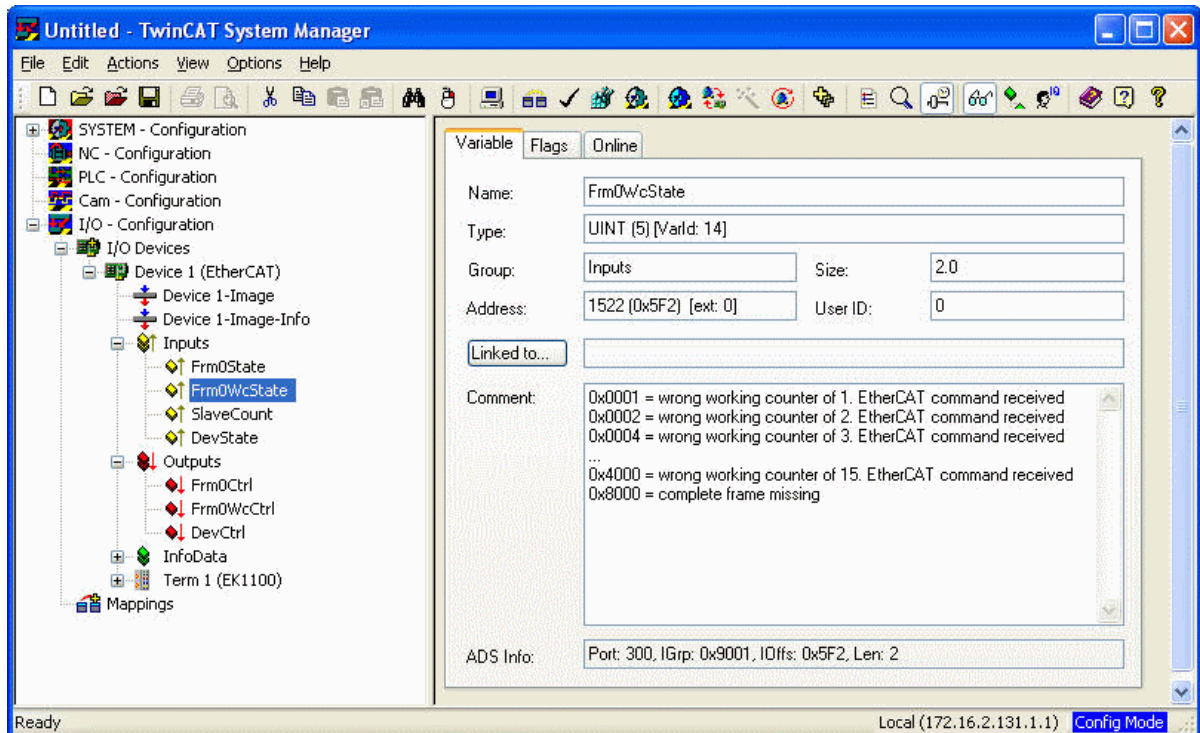 Untitled - TwinCAT System Manager
File Edit Actions View Options Help
SYSTEM - Configuration
NC - Configuration
PLC - Configuration
Cam - Configuration
I/O - Configuration
I/O Devices
Device 1 (EtherCAT)
Device 1-Image
Device 1-Image-Info
Inputs
Frm0State
Frm0WcState
SlaveCount
DevState
Outputs
Frm0Ctrl
Frm0WcCtrl
DevCtrl
InfoData
Term 1 (EK1100)
Mappings
Variable Flags Online
Name: Frm0WcState
Type: UINT (5) [VarId: 14]
Group: Inputs Size: 2.0
Address: 1522 (0x5F2) [ext: 0] User ID: 0
Linked to...
Comment: 0x0001 = wrong working counter of 1. EtherCAT command received
0x0002 = wrong working counter of 2. EtherCAT command received
0x0004 = wrong working counter of 3. EtherCAT command received
...
0x4000 = wrong working counter of 15. EtherCAT command received
0x8000 = complete frame missing
ADS Info: Port: 300, IGrp: 0x9001, IOffs: 0x5F2, Len: 2
Ready Local (172.16.2.131.1.1) Config Mode